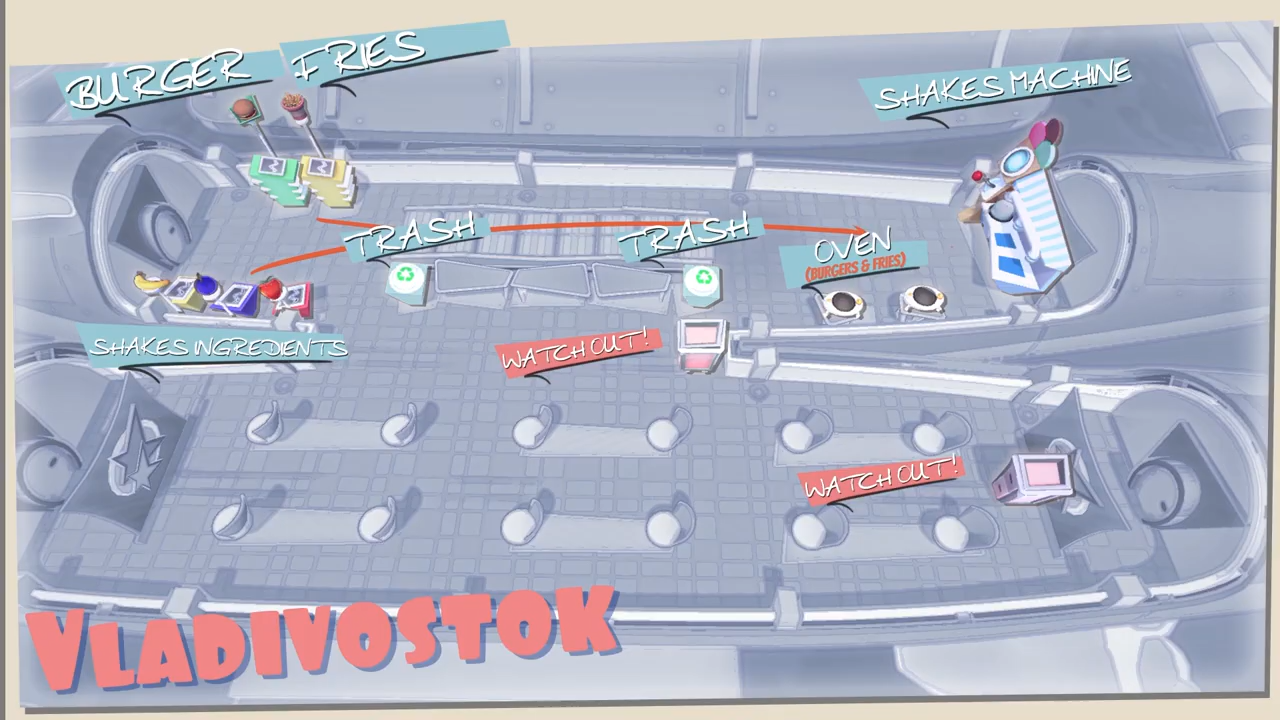 BURGER
FRIES
SHAKES MACHINE
TRASH
TRASH
OVEN
(BURGERS & FRIES)
SHAKES INGREDIENTS
WATCH OUT!
WATCH OUT!
VLADIVOSTOK